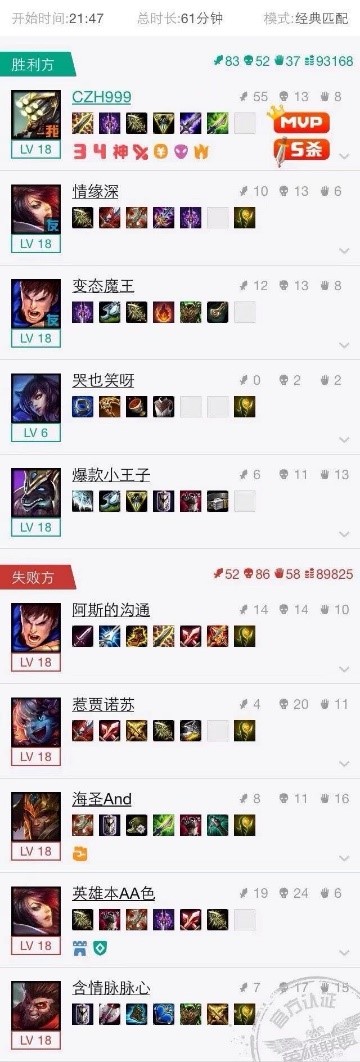 开始时间:21:47 总时长:61分钟 模式:经典匹配
胜利方 83 52 37 93168
CZH999 55 13 8
我 MVP
LV 18 3 4 神 5杀
情缘深 10 13 6
友
LV 18
变态魔王 12 13 8
友
LV 18
哭也笑呀 0 2 2
LV 6
爆款小王子 6 11 13
LV 18
失败方 52 86 58 89825
阿斯的沟通 14 14 10
LV 18
惹贾诺苏 4 20 11
LV 18
海圣And 8 11 16
LV 18
英雄本AA色 19 24 6
LV 18
含情脉脉心 7 17 15
官方认证
LV 18
英雄联盟